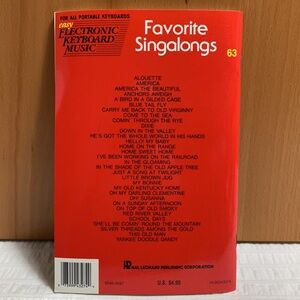 FOR ALL PORTABLE KEYBOARDS
easy
ELECTRONIC
KEYBOARD
MUSIC
Favorite
Singalongs
63
ALOUETTE
AMERICA
AMERICA THE BEAUTIFUL
ANCHORS AWEIGH
A BIRD IN A GILDED CAGE
BLUE TAIL FLY
CARRY ME BACK TO OLD VIRGINNY
COME TO THE SEA
COMIN' THROUGH THE RYE
DIXIE
DOWN IN THE VALLEY
HE'S GOT THE WHOLE WORLD IN HIS HANDS
HELLO! MY BABY
HOME ON THE RANGE
HOME SWEET HOME
I'VE BEEN WORKING ON THE RAILROAD
IN THE GLOAMING
IN THE SHADE OF THE OLD APPLE TREE
JUST A SONG AT TWILIGHT
LITTLE BROWN JUG
MY BONNIE
MY OLD KENTUCKY HOME
OH MY DARLING CLEMENTINE
OH! SUSANNA
ON A SUNDAY AFTERNOON
ON TOP OF OLD SMOKY
RED RIVER VALLEY
SCHOOL DAYS
SHE'LL BE COMIN' ROUND THE MOUNTAIN
SILVER THREADS AMONG THE GOLD
THIS OLD MAN
YANKEE DOODLE DANDY
HAL LEONARD PUBLISHING CORPORATION
U.S. $4.95